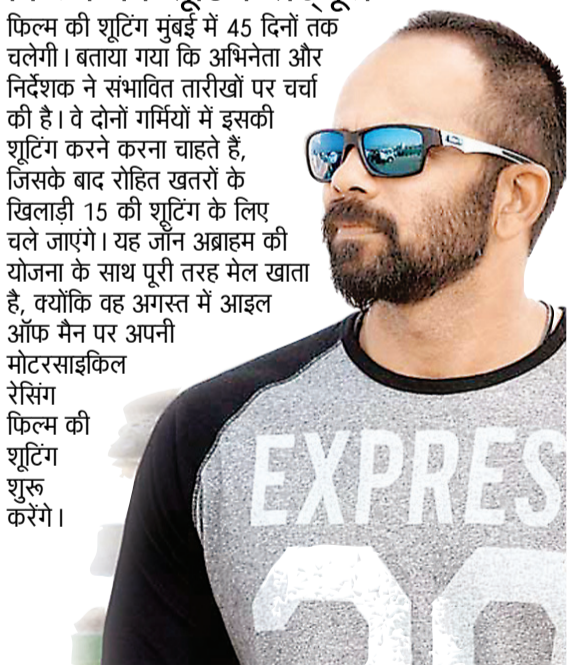 फिल्म की शूटिंग मुंबई में 45 दिनों तक
चलेगी। बताया गया कि अभिनेता और
निर्देशक ने संभावित तारीखों पर चर्चा
की है। वे दोनों गर्मियों में इसकी
शूटिंग करने करना चाहते हैं,
जिसके बाद रोहित खतरों के
खिलाड़ी 15 की शूटिंग के लिए
चले जाएंगे। यह जॉन अब्राहम की
योजना के साथ पूरी तरह मेल खाता
है, क्योंकि वह अगस्त में आइल
ऑफ मैन पर अपनी
मोटरसाइकिल
रेसिंग
फिल्म की
शूटिंग
शुरू
करेंगे।
EXPRES